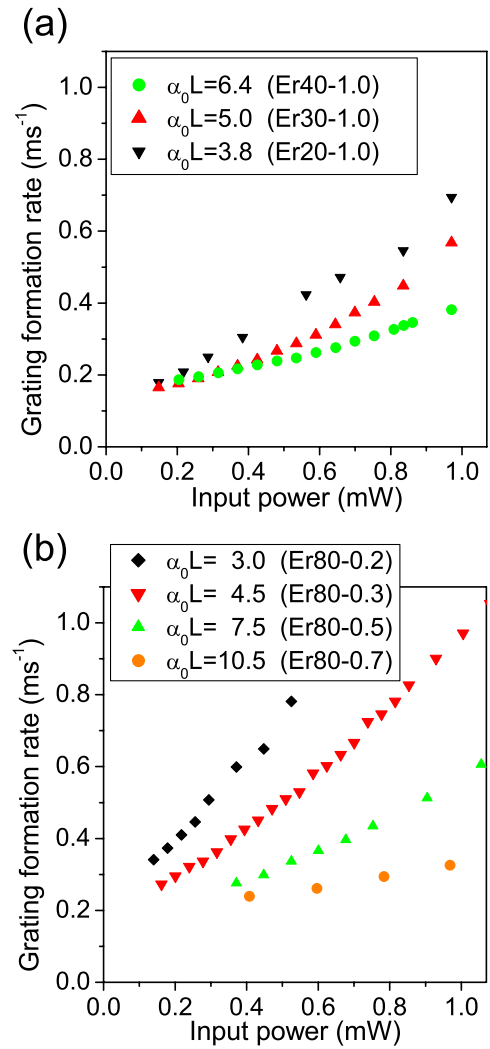 (a)
Grating formation rate (ms⁻¹)
1.0
0.8
0.6
0.4
0.2
0.0
α₀L=6.4 (Er40-1.0)
α₀L=5.0 (Er30-1.0)
α₀L=3.8 (Er20-1.0)
0.0 0.2 0.4 0.6 0.8 1.0
Input power (mW)
(b)
Grating formation rate (ms⁻¹)
1.0
0.8
0.6
0.4
0.2
0.0
α₀L= 3.0 (Er80-0.2)
α₀L= 4.5 (Er80-0.3)
α₀L= 7.5 (Er80-0.5)
α₀L=10.5 (Er80-0.7)
0.0 0.2 0.4 0.6 0.8 1.0
Input power (mW)